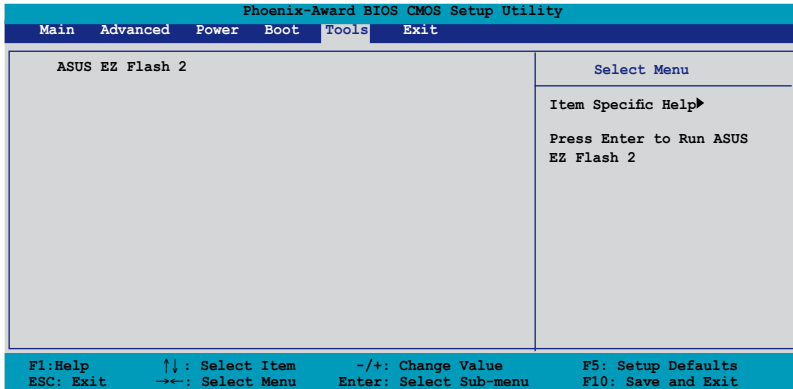 Phoenix-Award BIOS CMOS Setup Utility
Main Advanced Power Boot Tools Exit
ASUS EZ Flash 2
Select Menu
Item Specific Help
Press Enter to Run ASUS
EZ Flash 2
F1:Help ↑↓: Select Item -/+: Change Value F5: Setup Defaults
ESC: Exit →←: Select Menu Enter: Select Sub-menu F10: Save and Exit